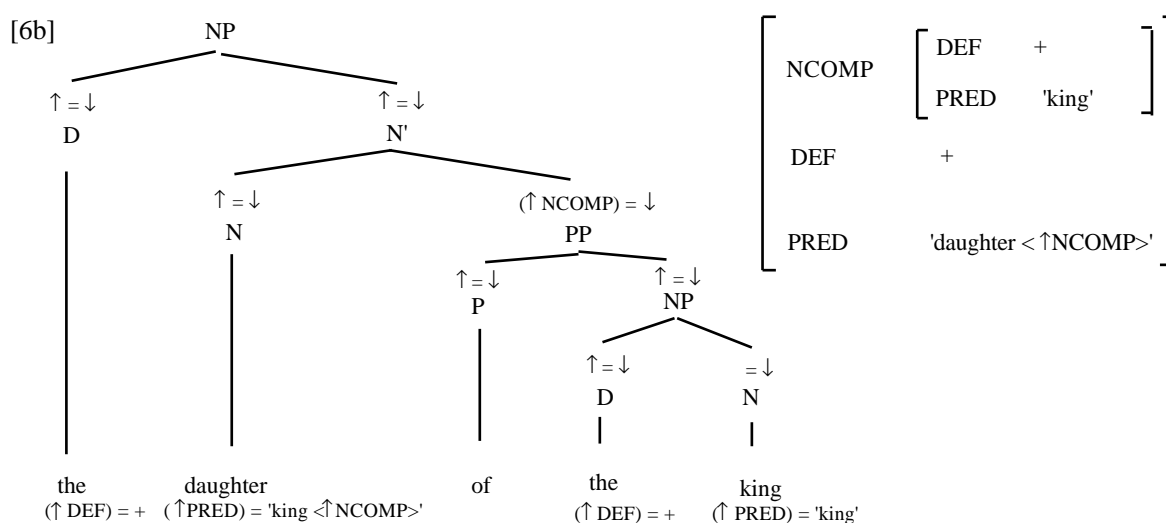 [6b]
NP
↑ = ↓ ↑ = ↓
D N'
↑ = ↓ (↑ NCOMP) = ↓
N PP
↑ = ↓ ↑ = ↓
P NP
↑ = ↓ = ↓
D N
the daughter of the king
(↑ DEF) = + (↑PRED) = 'king <↑NCOMP>' (↑ DEF) = + (↑ PRED) = 'king'
DEF +
NCOMP
PRED 'king'
DEF +
PRED 'daughter < ↑NCOMP>'